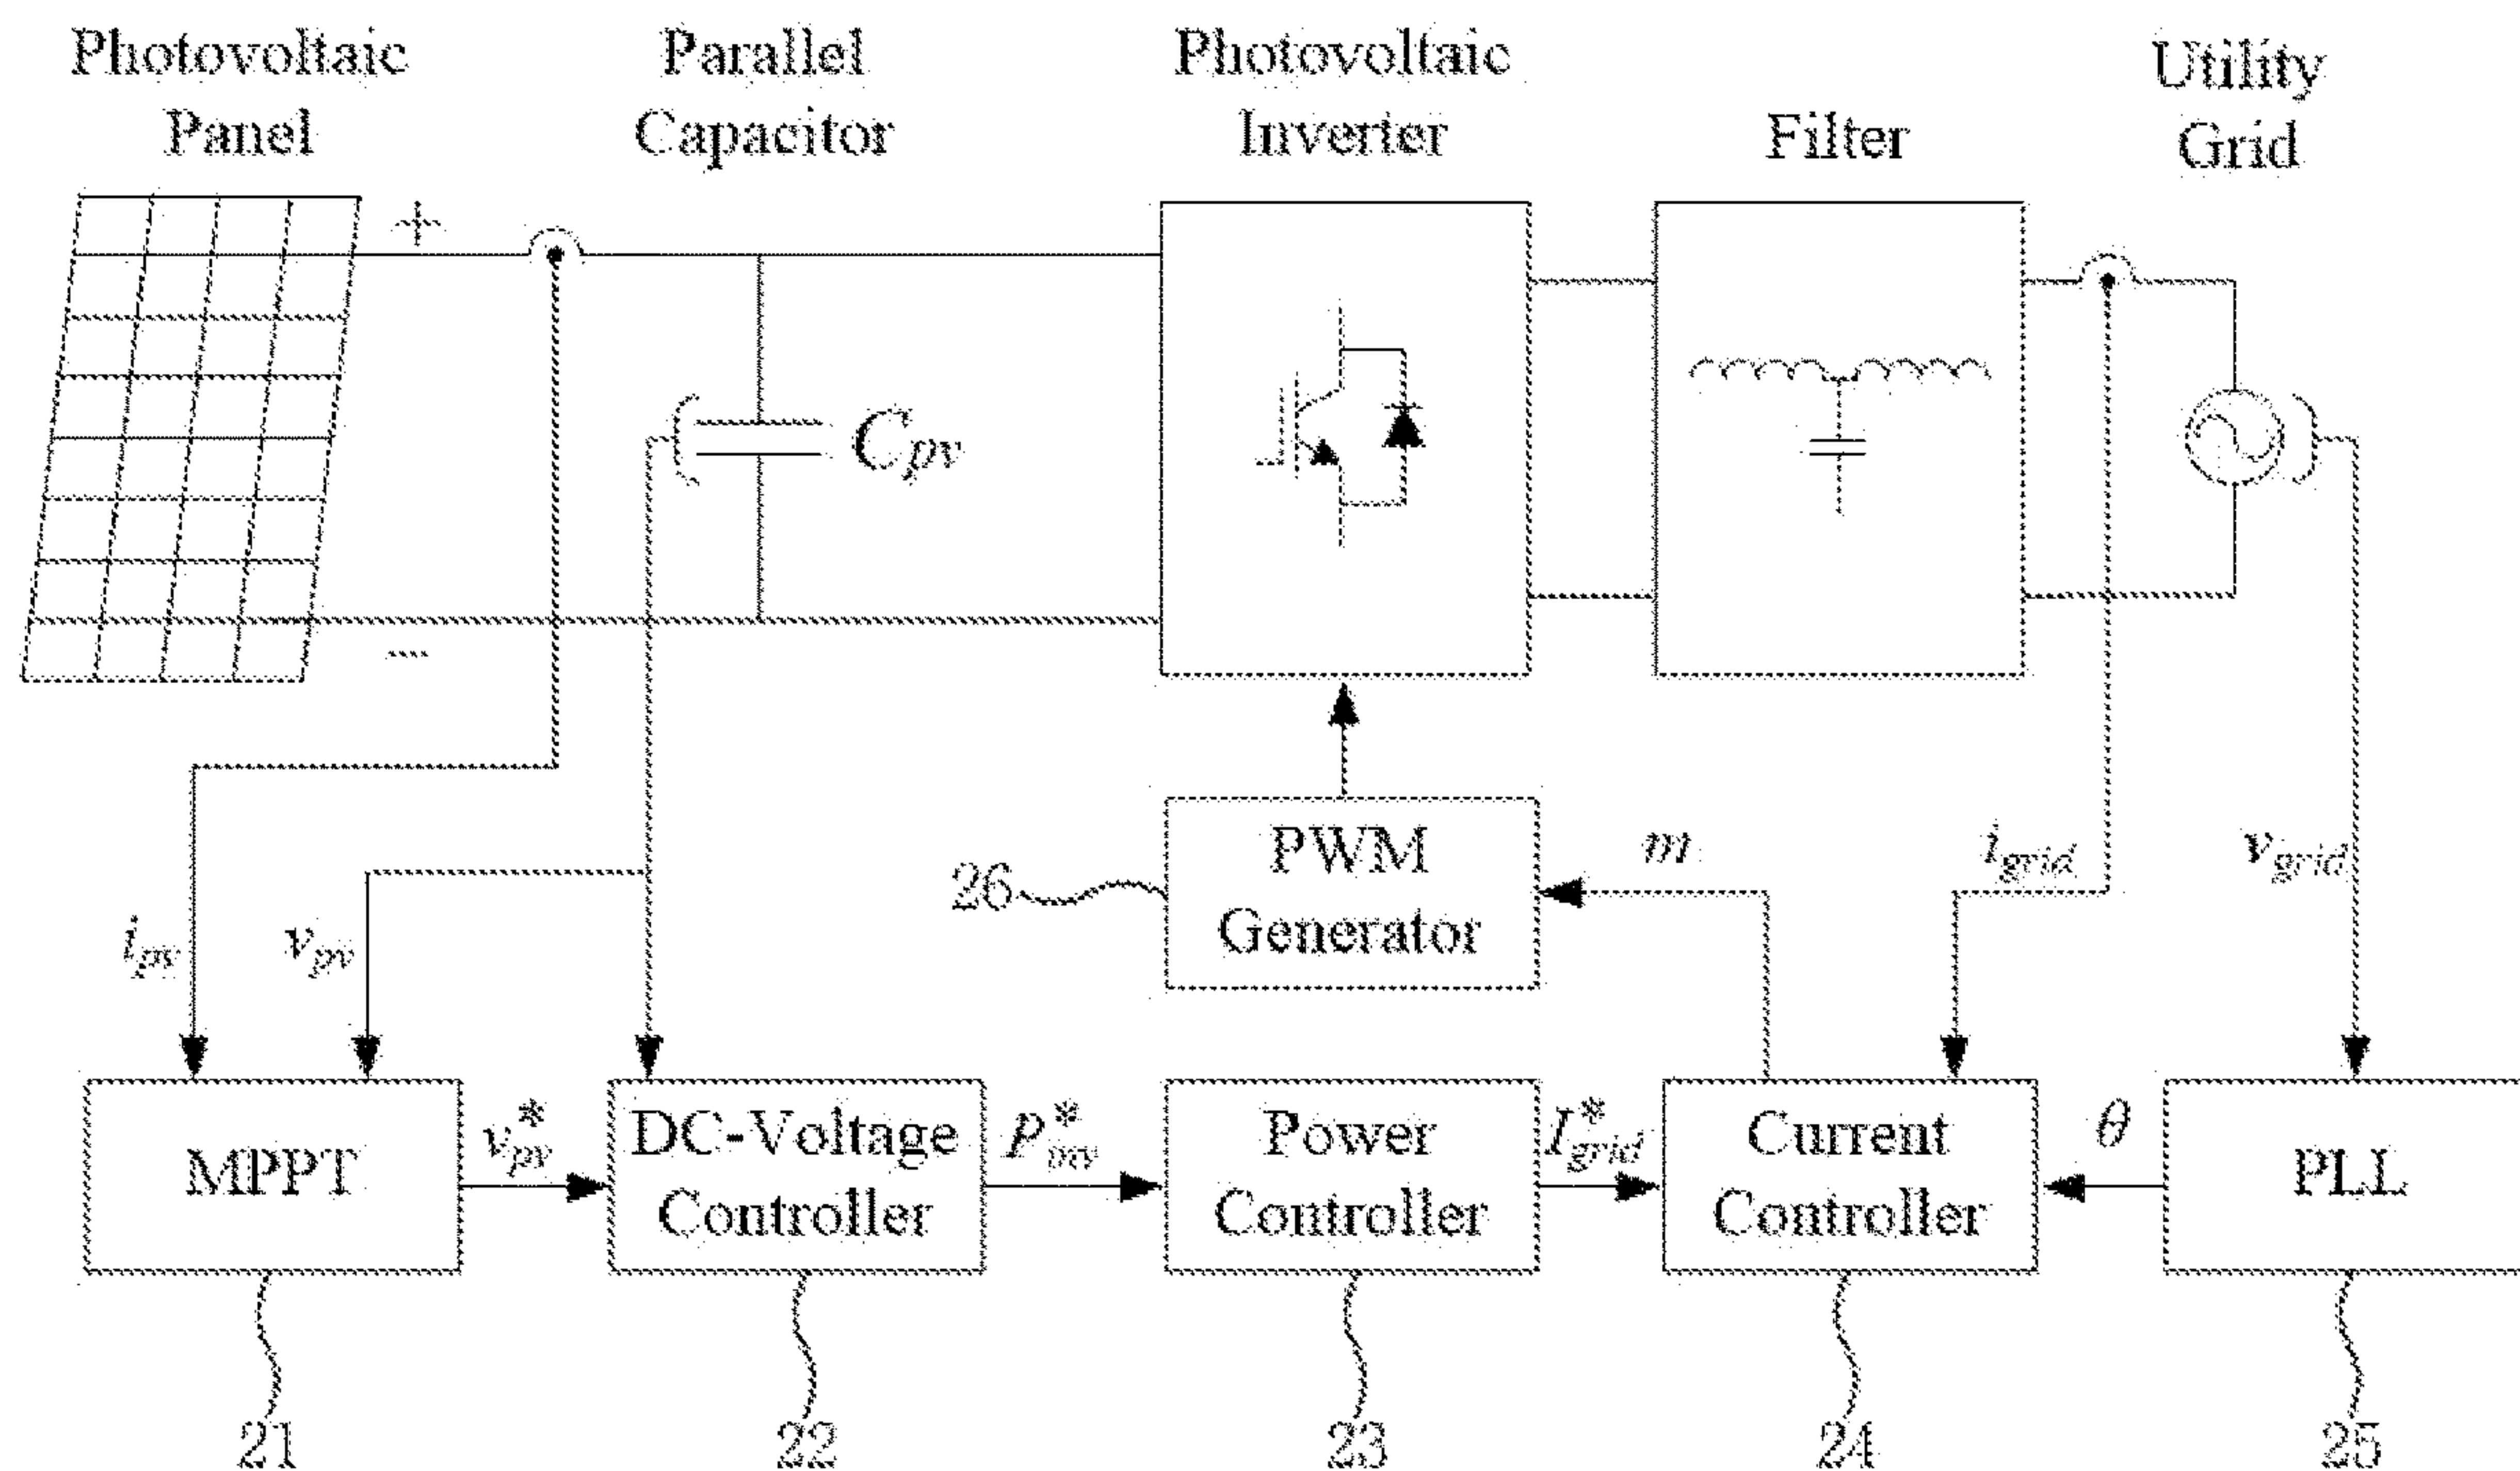 Photovoltaic
Panel
Parallel
Capacitor
Photovoltaic
Inverter
Filter
Utility
Grid
+
C_pv
−
26
PWM
Generator
m
i_grid
v_grid
i_pv
v_pv
MPPT
v*_pv
DC-Voltage
Controller
Power
Controller
I*_grid
Current
Controller
θ
PLL
21
22
23
24
25